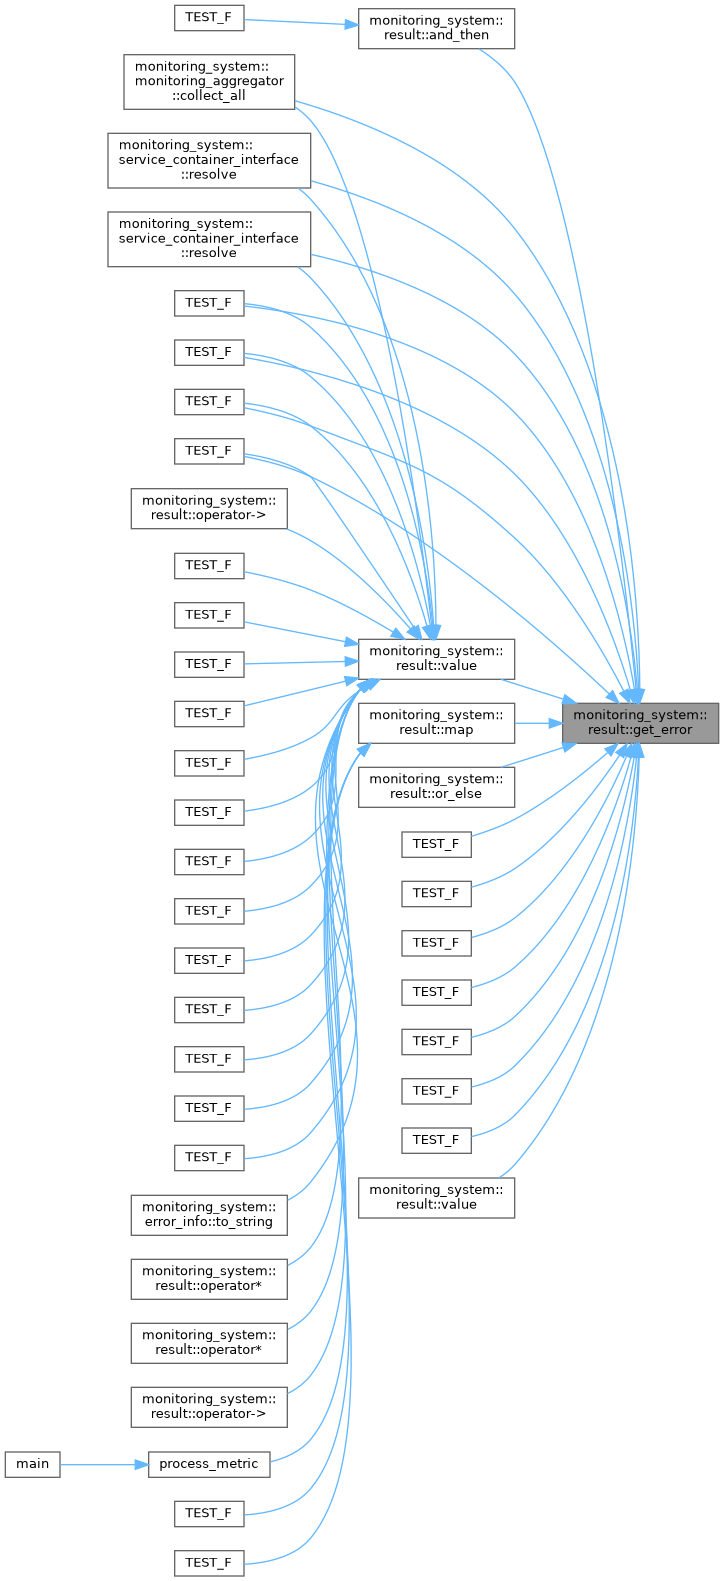 TEST_F
monitoring_system::
result::and_then
monitoring_system::
monitoring_aggregator
::collect_all
monitoring_system::
service_container_interface
::resolve
monitoring_system::
service_container_interface
::resolve
TEST_F
TEST_F
TEST_F
TEST_F
monitoring_system::
result::operator->
TEST_F
TEST_F
TEST_F
TEST_F
TEST_F
TEST_F
TEST_F
TEST_F
TEST_F
TEST_F
TEST_F
TEST_F
TEST_F
monitoring_system::
error_info::to_string
monitoring_system::
result::operator*
monitoring_system::
result::operator*
monitoring_system::
result::operator->
main
process_metric
TEST_F
TEST_F
monitoring_system::
result::value
monitoring_system::
result::map
monitoring_system::
result::or_else
TEST_F
TEST_F
TEST_F
TEST_F
TEST_F
TEST_F
TEST_F
monitoring_system::
result::value
monitoring_system::
result::get_error